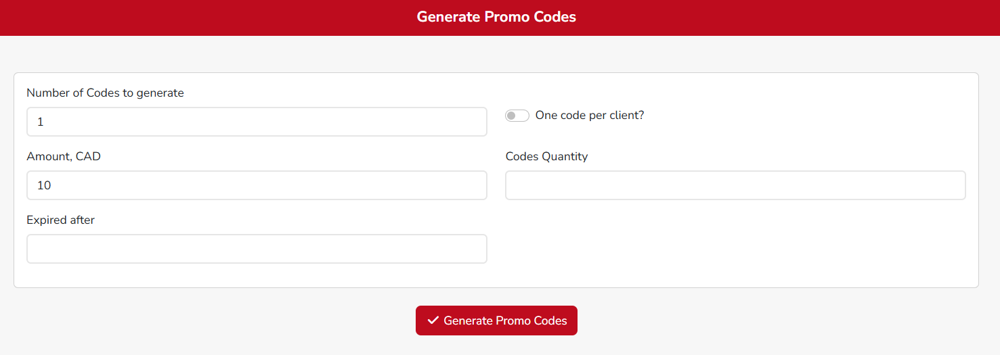 Generate Promo Codes
Number of Codes to generate
1
One code per client?
Amount, CAD
Codes Quantity
10
Expired after
Generate Promo Codes